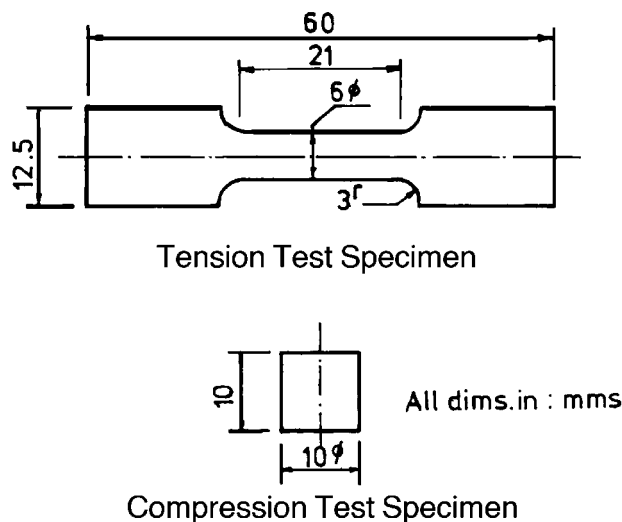 60
21
6ϕ
12.5
3r
Tension Test Specimen
10
All dims.in : mms
10ϕ
Compression Test Specimen